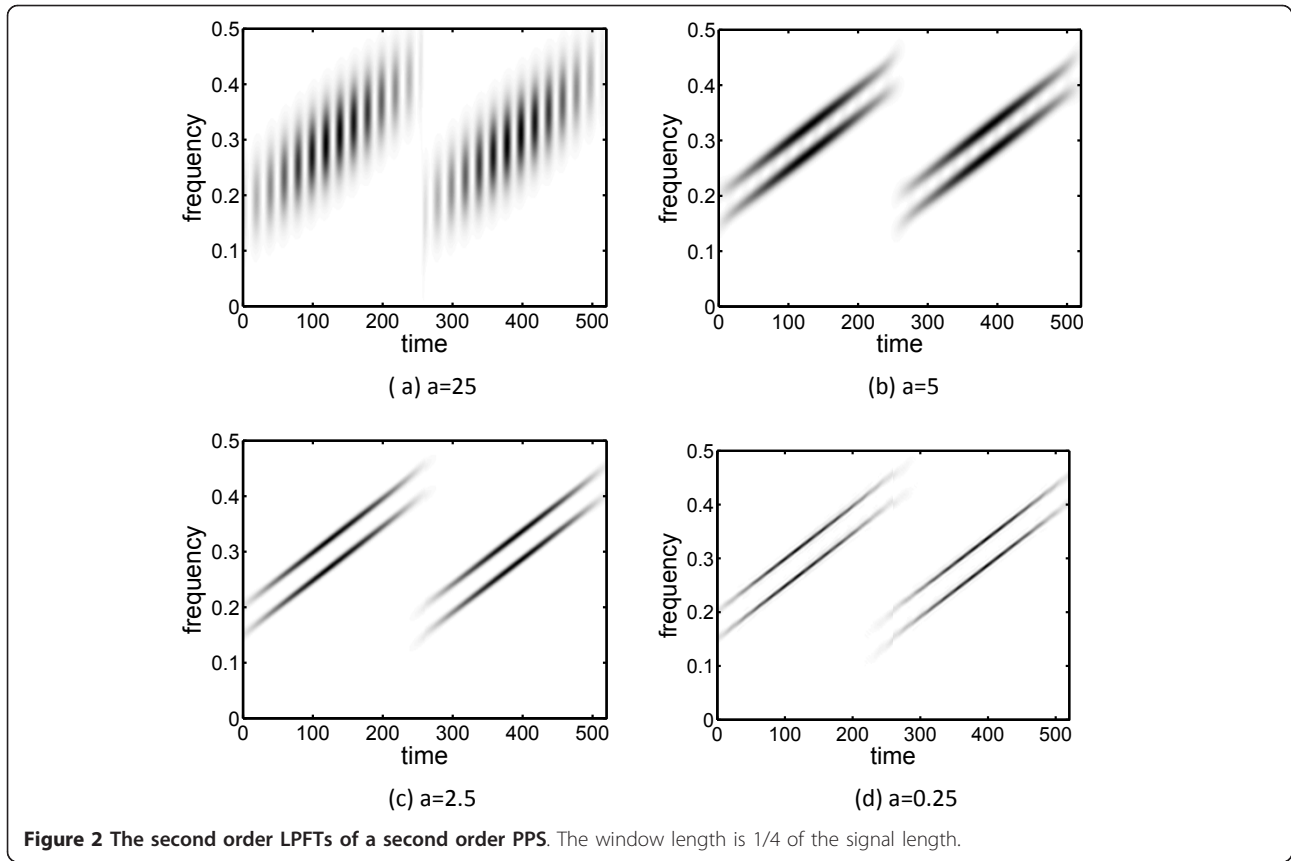 0.5
0.4
0.3
0.2
0.1
0
frequency
0 100 200 300 400 500
time
( a) a=25
0.5
0.4
0.3
0.2
0.1
0
frequency
0 100 200 300 400 500
time
(b) a=5
0.5
0.4
0.3
0.2
0.1
0
frequency
0 100 200 300 400 500
time
(c) a=2.5
0.5
0.4
0.3
0.2
0.1
0
frequency
0 100 200 300 400 500
time
(d) a=0.25
Figure 2 The second order LPFTs of a second order PPS. The window length is 1/4 of the signal length.